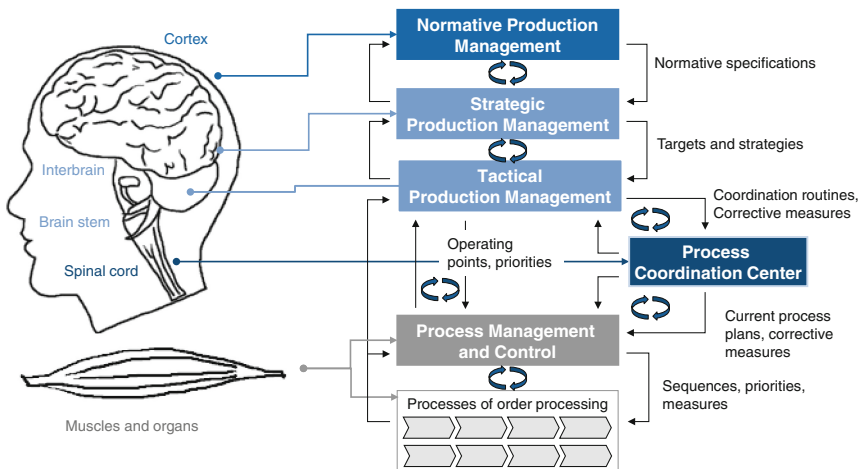 Cortex
Normative Production
Management
Normative specifications
Strategic
Production Management
Targets and strategies
Interbrain
Tactical
Production Management
Coordination routines,
Corrective measures
Brain stem
Spinal cord
Operating
points, priorities
Process
Coordination Center
Current process
plans, corrective
measures
Process Management
and Control
Sequences, priorities,
measures
Processes of order processing
Muscles and organs